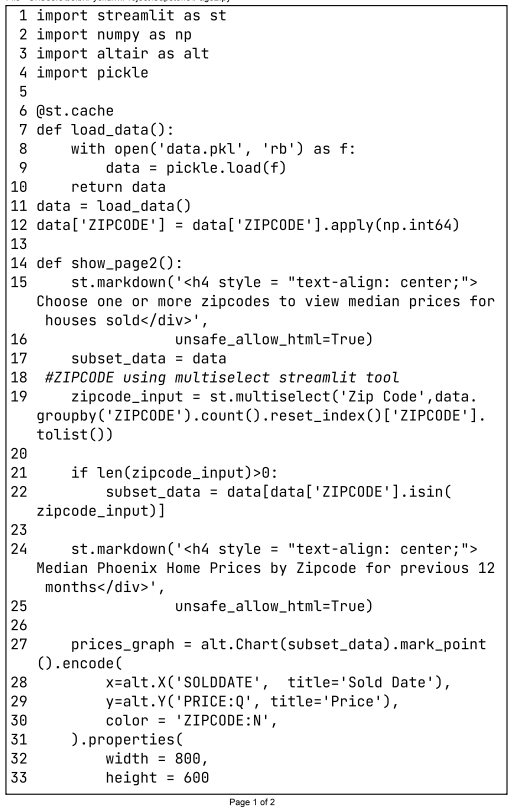 1 import streamlit as st
2 import numpy as np
3 import altair as alt
4 import pickle
5
6 @st.cache
7 def load_data():
8     with open('data.pkl', 'rb') as f:
9         data = pickle.load(f)
10     return data
11 data = load_data()
12 data['ZIPCODE'] = data['ZIPCODE'].apply(np.int64)
13
14 def show_page2():
15     st.markdown('<h4 style = "text-align: center;">
Choose one or more zipcodes to view median prices for
 houses sold</div>',
16                 unsafe_allow_html=True)
17     subset_data = data
18  #ZIPCODE using multiselect streamlit tool
19     zipcode_input = st.multiselect('Zip Code',data.
groupby('ZIPCODE').count().reset_index()['ZIPCODE'].
tolist())
20
21     if len(zipcode_input)>0:
22         subset_data = data[data['ZIPCODE'].isin(
zipcode_input)]
23
24     st.markdown('<h4 style = "text-align: center;">
Median Phoenix Home Prices by Zipcode for previous 12
 months</div>',
25                 unsafe_allow_html=True)
26
27     prices_graph = alt.Chart(subset_data).mark_point
().encode(
28         x=alt.X('SOLDDATE',  title='Sold Date'),
29         y=alt.Y('PRICE:Q', title='Price'),
30         color = 'ZIPCODE:N',
31     ).properties(
32         width = 800,
33         height = 600
Page 1 of 2